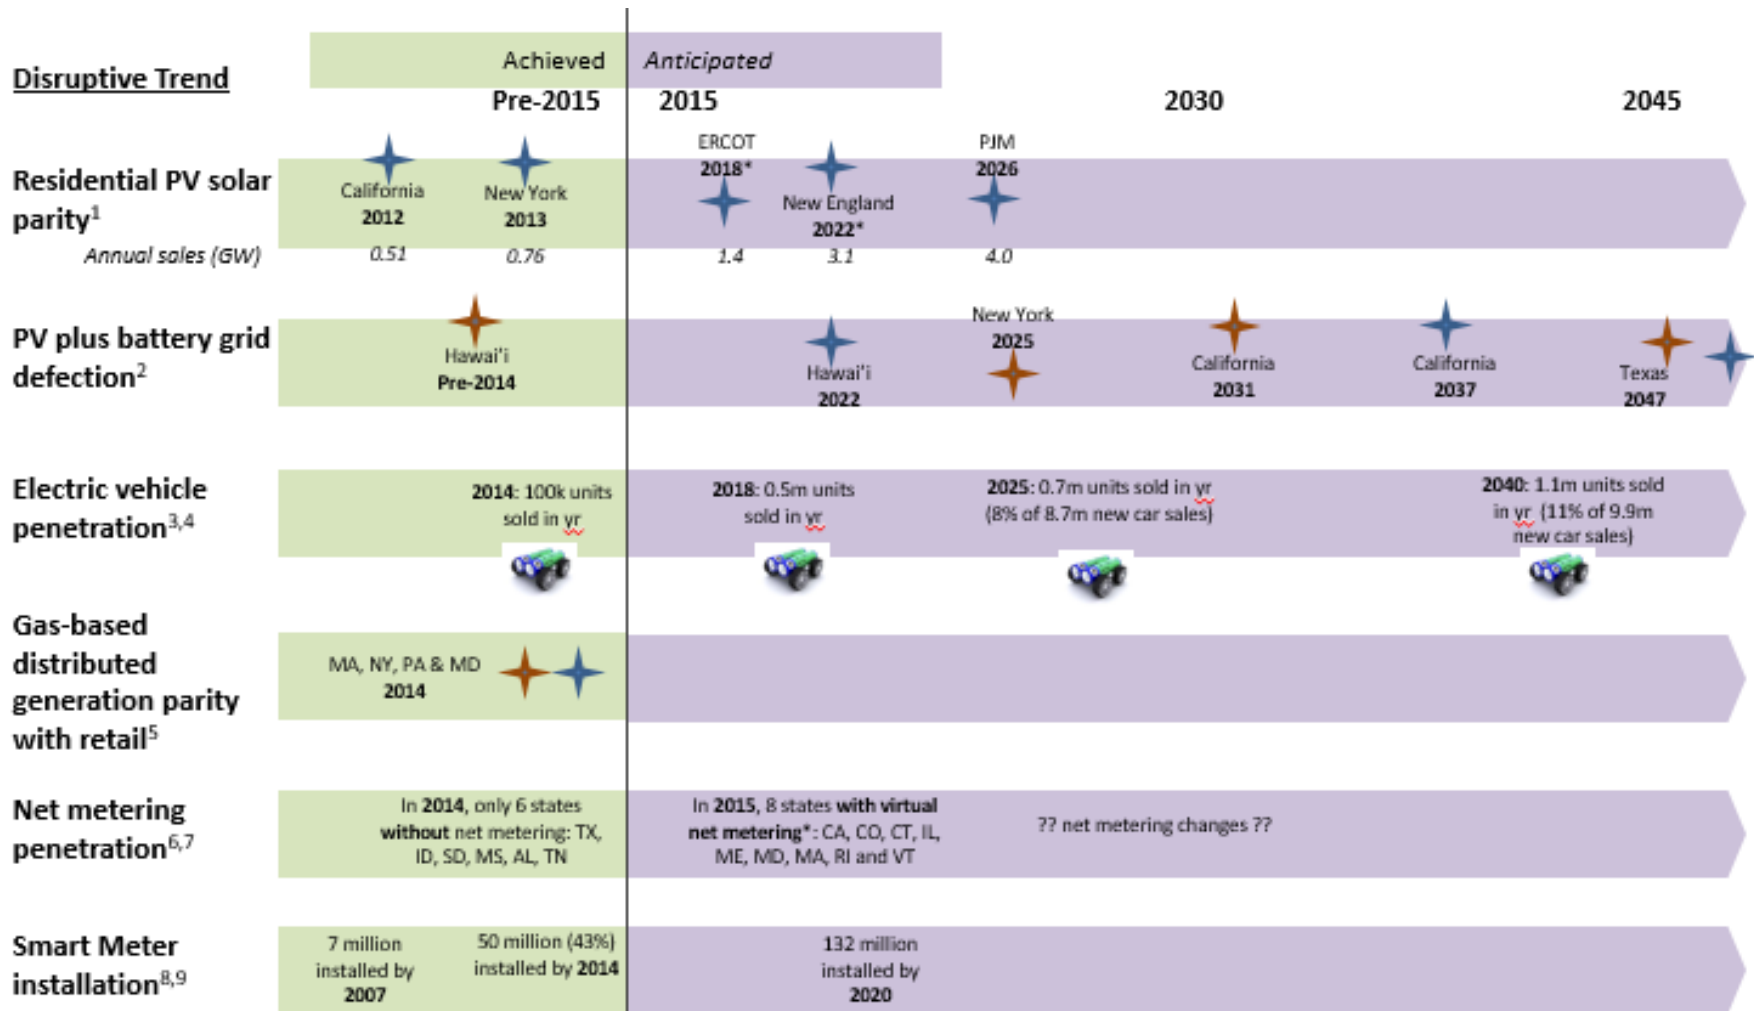 Achieved
Anticipated
Disruptive Trend
Pre-2015
2015
2030
2045
Residential PV solar
parity1
California
2012
New York
2013
ERCOT
2018*
New England
2022*
PJM
2026
Annual sales (GW)
0.51
0.76
1.4
3.1
4.0
PV plus battery grid
defection2
Hawai'i
Pre-2014
Hawai'i
2022
New York
2025
California
2031
California
2037
Texas
2047
Electric vehicle
penetration3,4
2014: 100k units
sold in yr
2018: 0.5m units
sold in yr
2025: 0.7m units sold in yr
(8% of 8.7m new car sales)
2040: 1.1m units sold
in yr (11% of 9.9m
new car sales)
Gas-based
distributed
generation parity
with retail5
MA, NY, PA & MD
2014
Net metering
penetration6,7
In 2014, only 6 states
without net metering: TX,
ID, SD, MS, AL, TN
In 2015, 8 states with virtual
net metering*: CA, CO, CT, IL,
ME, MD, MA, RI and VT
?? net metering changes ??
Smart Meter
installation8,9
7 million
installed by
2007
50 million (43%)
installed by 2014
132 million
installed by
2020